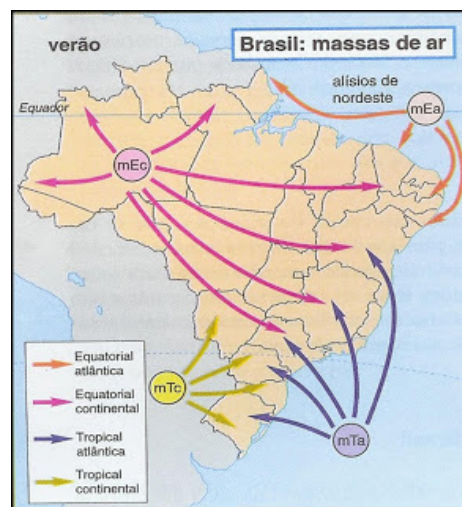 verão
Brasil: massas de ar
alísios de
nordeste
Equador
mEa
mEc
mTc
mTa
Equatorial
atlântica
Equatorial
continental
Tropical
atlântica
Tropical
continental